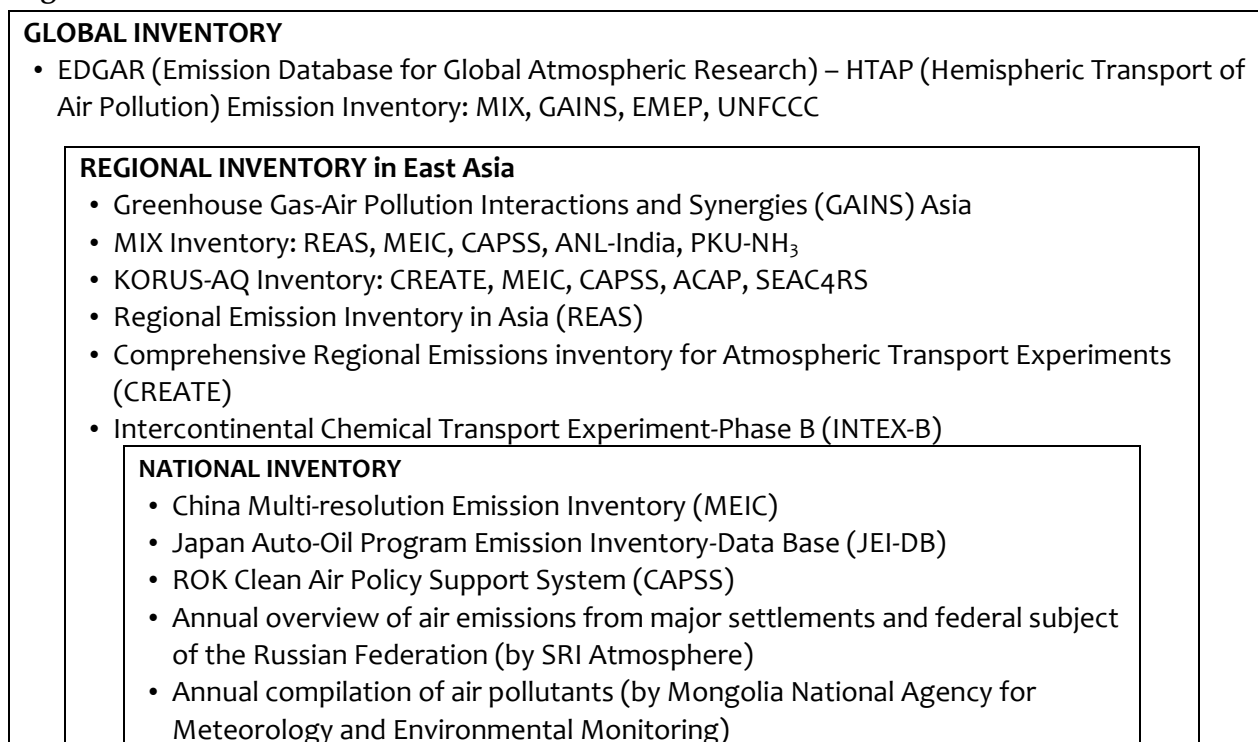 GLOBAL INVENTORY
• EDGAR (Emission Database for Global Atmospheric Research) – HTAP (Hemispheric Transport of
Air Pollution) Emission Inventory: MIX, GAINS, EMEP, UNFCCC
REGIONAL INVENTORY in East Asia
• Greenhouse Gas-Air Pollution Interactions and Synergies (GAINS) Asia
• MIX Inventory: REAS, MEIC, CAPSS, ANL-India, PKU-NH₃
• KORUS-AQ Inventory: CREATE, MEIC, CAPSS, ACAP, SEAC4RS
• Regional Emission Inventory in Asia (REAS)
• Comprehensive Regional Emissions inventory for Atmospheric Transport Experiments
(CREATE)
• Intercontinental Chemical Transport Experiment-Phase B (INTEX-B)
NATIONAL INVENTORY
• China Multi-resolution Emission Inventory (MEIC)
• Japan Auto-Oil Program Emission Inventory-Data Base (JEI-DB)
• ROK Clean Air Policy Support System (CAPSS)
• Annual overview of air emissions from major settlements and federal subject
of the Russian Federation (by SRI Atmosphere)
• Annual compilation of air pollutants (by Mongolia National Agency for
Meteorology and Environmental Monitoring)